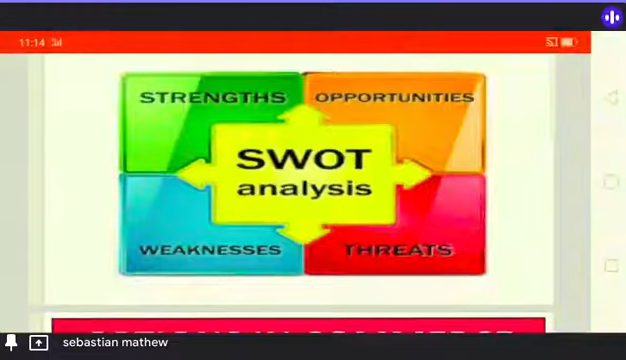 11:14
STRENGTHS OPPORTUNITIES
SWOT
analysis
WEAKNESSES THREATS
sebastian mathew